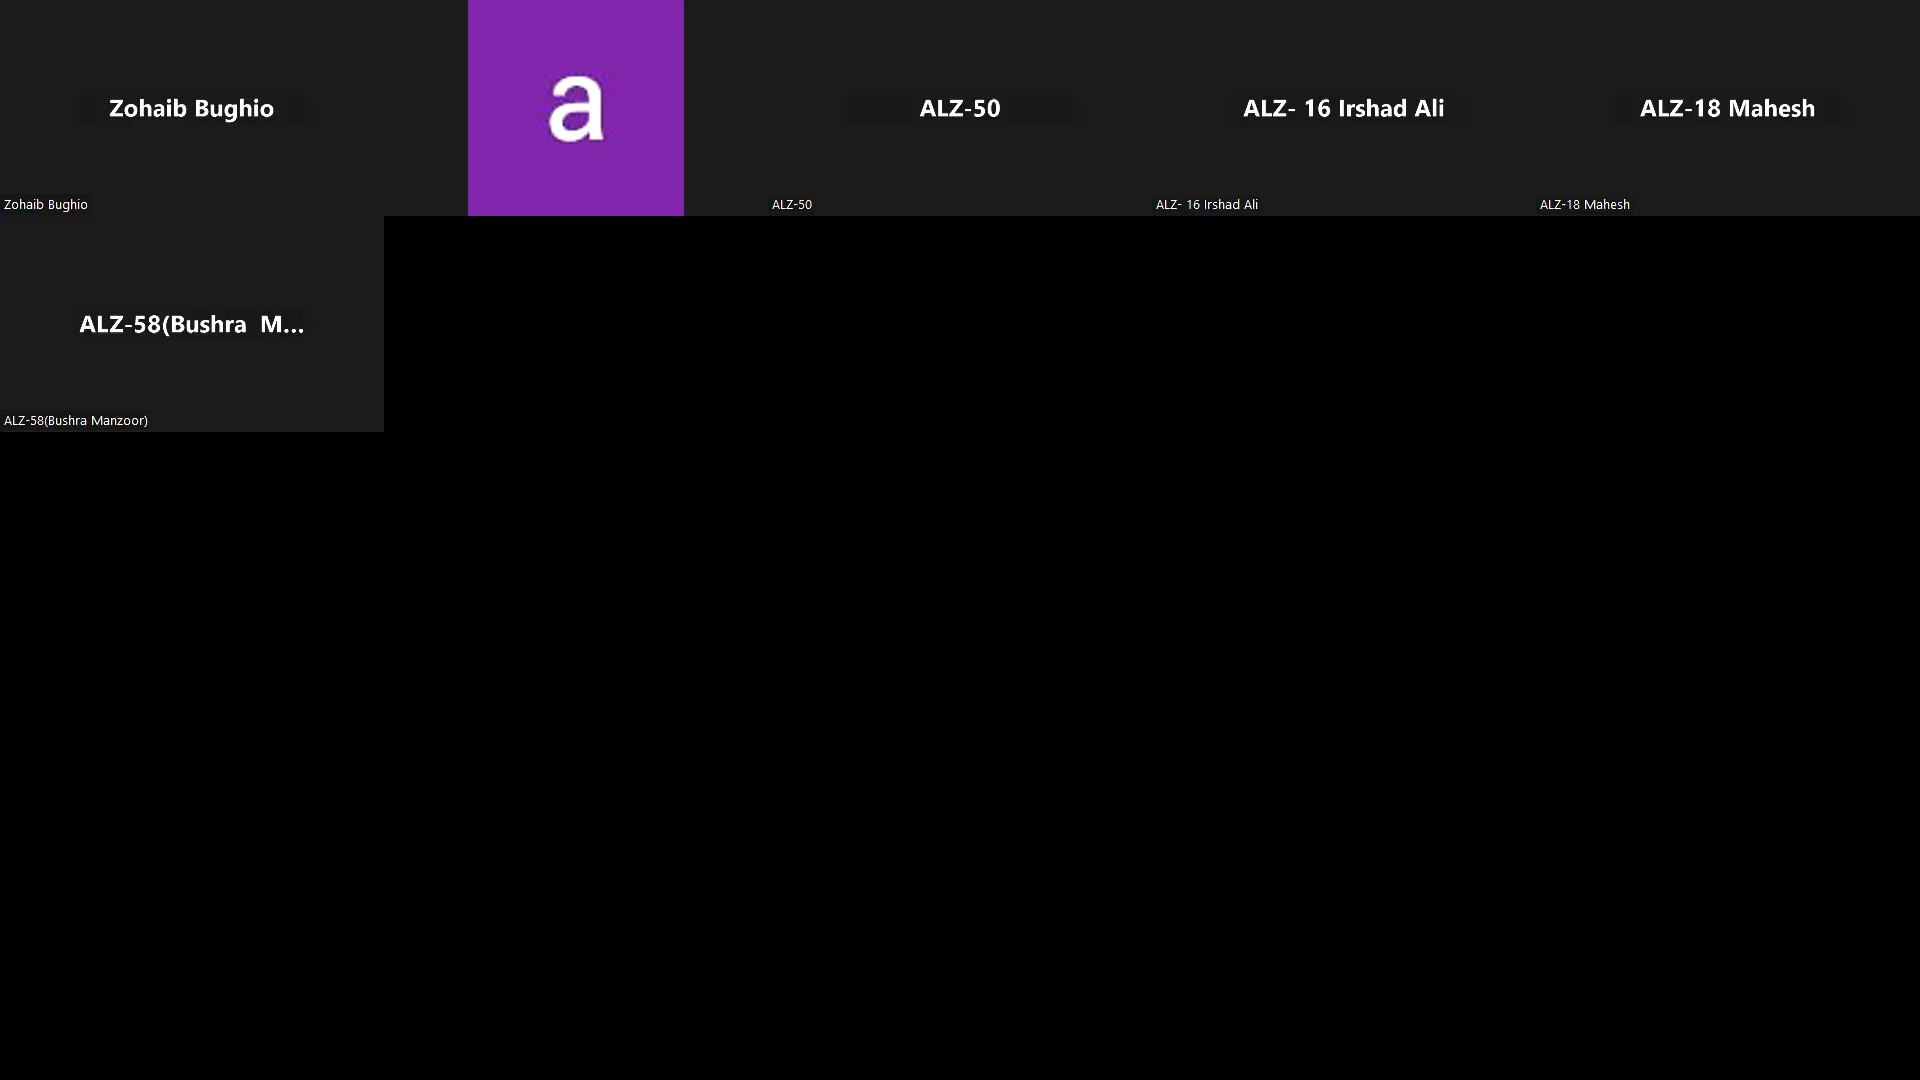 Zohaib Bughio
a
ALZ-50
ALZ- 16 Irshad Ali
ALZ-18 Mahesh
Zohaib Bughio
ALZ-50
ALZ- 16 Irshad Ali
ALZ-18 Mahesh
ALZ-58(Bushra  M...
ALZ-58(Bushra Manzoor)